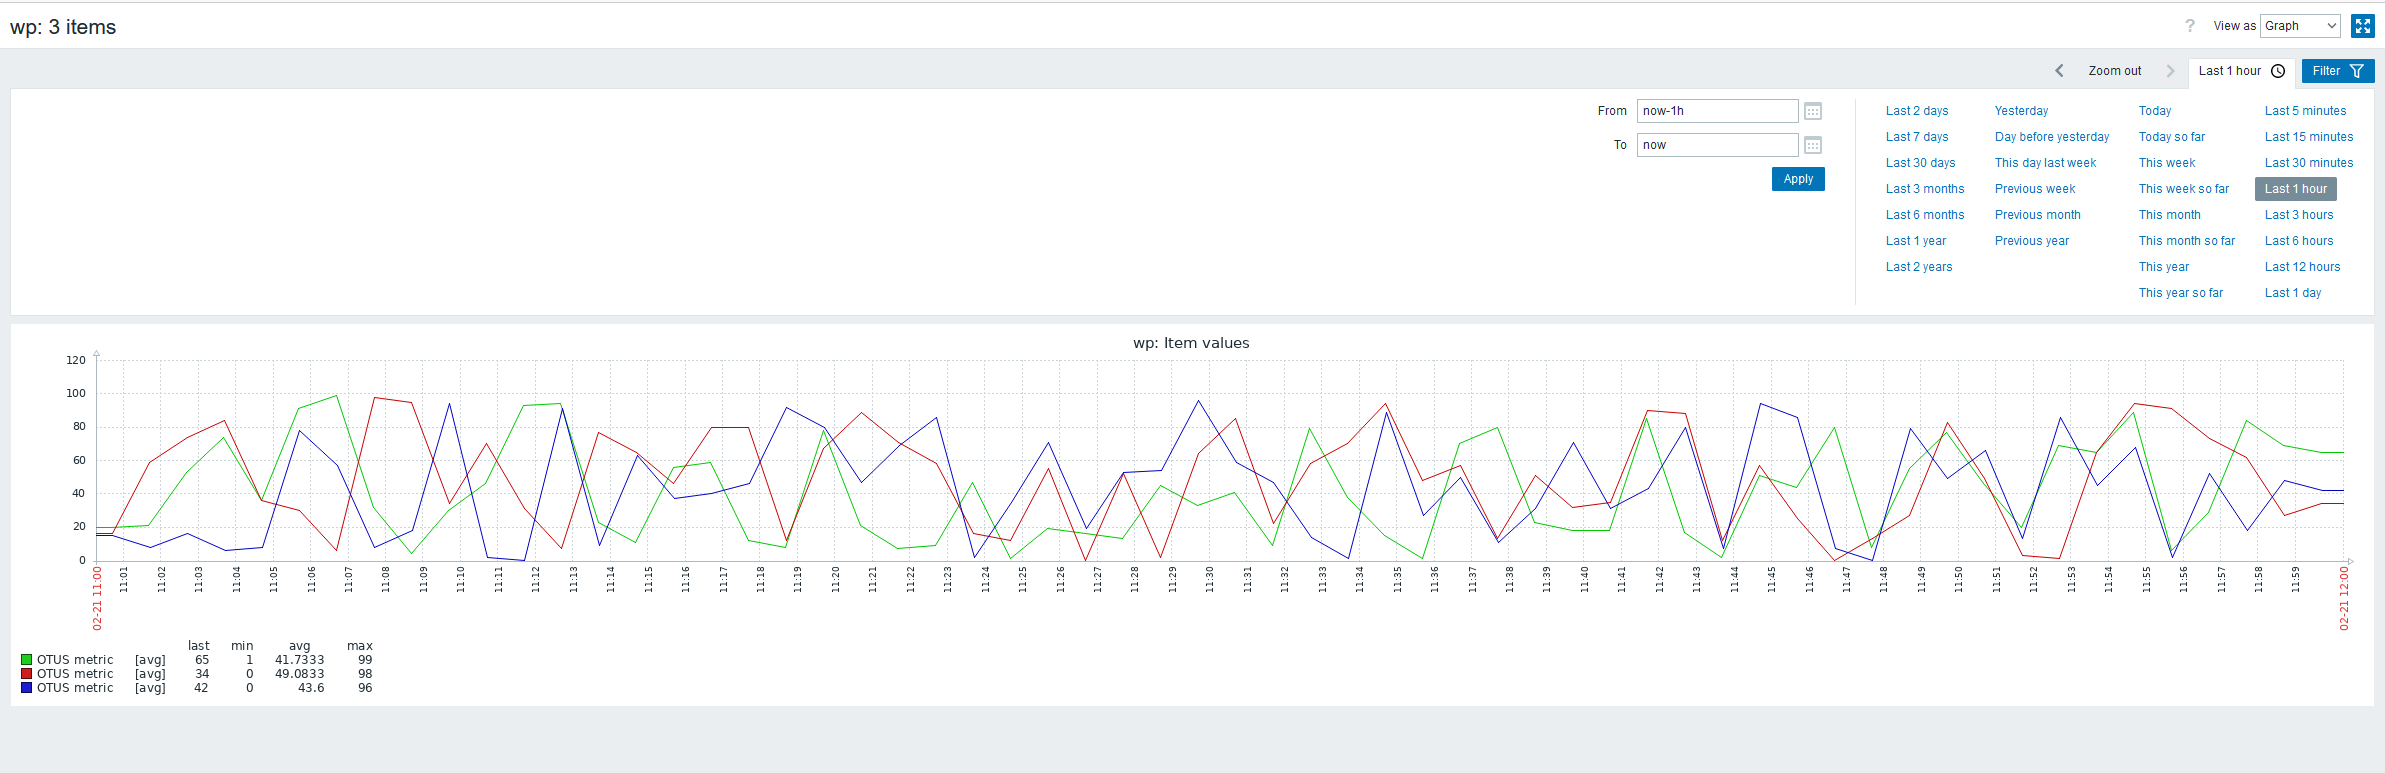 wp: 3 items
? View as Graph
Zoom out Last 1 hour Filter
From now-1h
To now
Apply
Last 2 days Yesterday Today Last 5 minutes
Last 7 days Day before yesterday Today so far Last 15 minutes
Last 30 days This day last week This week Last 30 minutes
Last 3 months Previous week This week so far Last 1 hour
Last 6 months Previous month This month Last 3 hours
Last 1 year Previous year This month so far Last 6 hours
Last 2 years This year Last 12 hours
This year so far Last 1 day
wp: Item values
120
100
80
60
40
20
0
02-21 11:00 11:01 11:02 11:03 11:04 11:05 11:06 11:07 11:08 11:09 11:10 11:11 11:12 11:13 11:14 11:15 11:16 11:17 11:18 11:19 11:20 11:21 11:22 11:23 11:24 11:25 11:26 11:27 11:28 11:29 11:30 11:31 11:32 11:33 11:34 11:35 11:36 11:37 11:38 11:39 11:40 11:41 11:42 11:43 11:44 11:45 11:46 11:47 11:48 11:49 11:50 11:51 11:52 11:53 11:54 11:55 11:56 11:57 11:58 11:59 02-21 12:00
last min avg max
OTUS metric [avg] 65 1 41.7333 99
OTUS metric [avg] 34 0 49.0833 98
OTUS metric [avg] 42 0 43.6 96